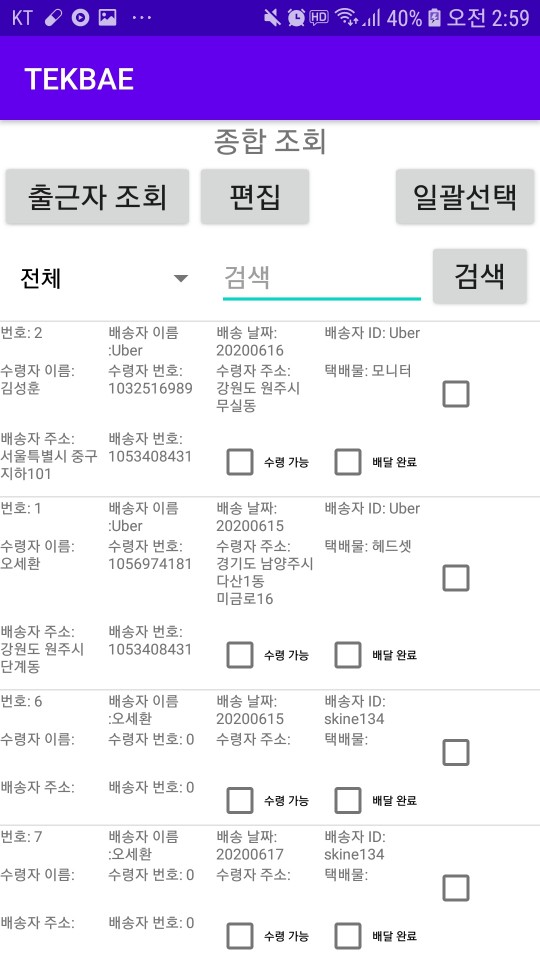 KT HD 40% 오전 2:59
TEKBAE
종합 조회
출근자 조회 편집 일괄선택
전체 검색 검색
번호: 2 배송자 이름 배송 날짜: 배송자 ID: Uber
:Uber 20200616
수령자 이름: 수령자 번호: 수령자 주소: 택배물: 모니터
김성훈 1032516989 강원도 원주시
무실동
배송자 주소: 배송자 번호:
서울특별시 중구 1053408431 수령 가능 배달 완료
지하101
번호: 1 배송자 이름 배송 날짜: 배송자 ID: Uber
:Uber 20200615
수령자 이름: 수령자 번호: 수령자 주소: 택배물: 헤드셋
오세환 1056974181 경기도 남양주시
다산1동
미금로16
배송자 주소: 배송자 번호:
강원도 원주시 1053408431 수령 가능 배달 완료
단계동
번호: 6 배송자 이름 배송 날짜: 배송자 ID:
:오세환 20200615 skine134
수령자 이름: 수령자 번호: 0 수령자 주소: 택배물:
배송자 주소: 배송자 번호: 0 수령 가능 배달 완료
번호: 7 배송자 이름 배송 날짜: 배송자 ID:
:오세환 20200617 skine134
수령자 이름: 수령자 번호: 0 수령자 주소: 택배물:
배송자 주소: 배송자 번호: 0 수령 가능 배달 완료